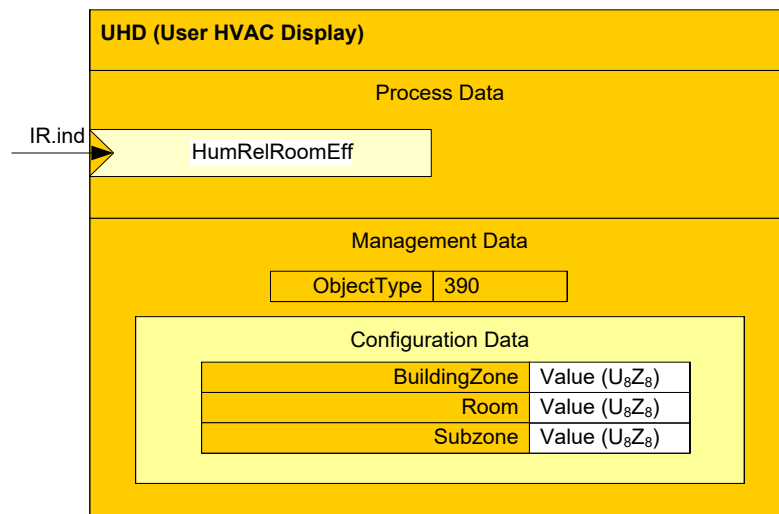 UHD (User HVAC Display)
Process Data
IR.ind
HumRelRoomEff
Management Data
ObjectType 390
Configuration Data
BuildingZone Value (U₈Z₈)
Room Value (U₈Z₈)
Subzone Value (U₈Z₈)